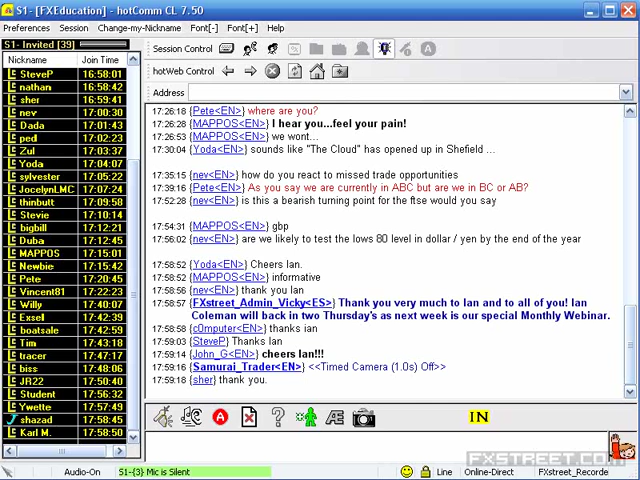 S1- [FXEducation] - hotComm CL 7.50
Preferences Session Change-my-Nickname Font[-] Font[+] Help
S1- Invited [39]
Session Control
Nickname Join Time
hotWeb Control
Address
SteveP 16:58:01
nathan 16:58:42
sher 16:59:41
nev 17:00:30
Dada 17:01:43
ped 17:02:23
Zul 17:03:37
Yoda 17:04:07
sylvester 17:05:22
JocelynLMC 17:07:24
thinbutt 17:09:58
Stevie 17:10:14
bigbill 17:12:21
Duba 17:12:45
MAPPOS 17:15:01
Newbie 17:15:42
Pete 17:20:45
Vincent81 17:22:23
Willy 17:40:07
Exsel 17:42:39
boatsale 17:42:59
Tim 17:43:18
tracer 17:47:17
biss 17:48:06
JR22 17:50:40
Student 17:56:32
Ywette 17:57:49
shazad 17:58:45
Karl M. 17:58:50
17:26:18 {Pete<EN>} where are you?
17:26:28 {MAPPOS<EN>} I hear you...feel your pain!
17:26:53 {MAPPOS<EN>} we wont...
17:30:04 {Yoda<EN>} sounds like "The Cloud" has opened up in Shefield ...
17:35:15 {nev<EN>} how do you react to missed trade opportunities
17:39:16 {Pete<EN>} As you say we are currently in ABC but are we in BC or AB?
17:52:28 {nev<EN>} is this a bearish turning point for the ftse would you say
17:54:31 {MAPPOS<EN>} gbp
17:56:02 {nev<EN>} are we likely to test the lows 80 level in dollar / yen by the end of the year
17:58:52 {Yoda<EN>} Cheers Ian.
17:58:52 {MAPPOS<EN>} informative
17:58:56 {nev<EN>} thank you Ian
17:58:57 {FXstreet_Admin_Vicky<ES>} Thank you very much to Ian and to all of you! Ian
Coleman will back in two Thursday's as next week is our special Monthly Webinar.
17:58:58 {c0mputer<EN>} thanks ian
17:59:03 {SteveP} Thanks Ian
17:59:14 {John_G<EN>} cheers Ian!!!
17:59:16 {Samurai_Trader<EN>} <<Timed Camera (1.0s) Off>>
17:59:18 {sher} thank you.
IN
FXSTREET.COM
Audio-On S1-{3} Mic is Silent Line Online-Direct FXstreet_Recorde